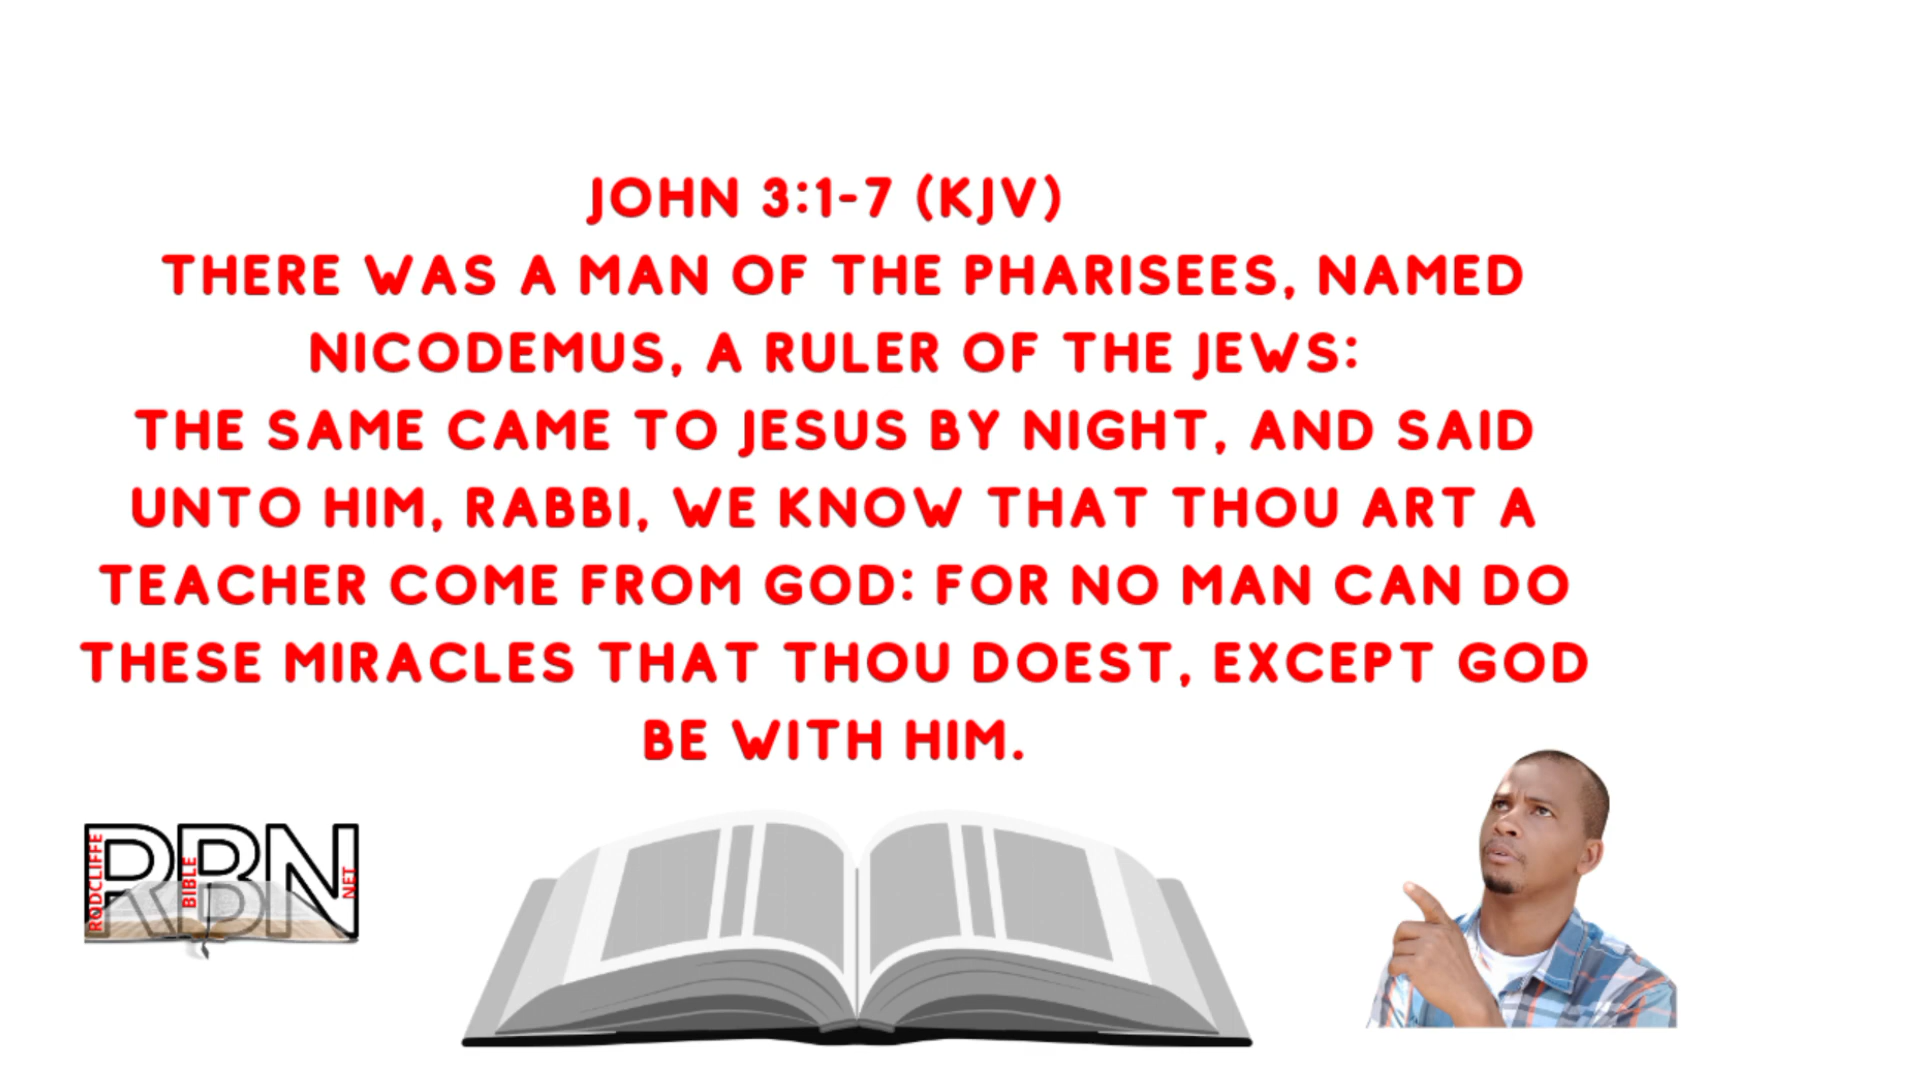 JOHN 3:1-7 (KJV)
THERE WAS A MAN OF THE PHARISEES, NAMED
NICODEMUS, A RULER OF THE JEWS:
THE SAME CAME TO JESUS BY NIGHT, AND SAID
UNTO HIM, RABBI, WE KNOW THAT THOU ART A
TEACHER COME FROM GOD: FOR NO MAN CAN DO
THESE MIRACLES THAT THOU DOEST, EXCEPT GOD
BE WITH HIM.
RBN
RODCLIFFE
BIBLE
NET